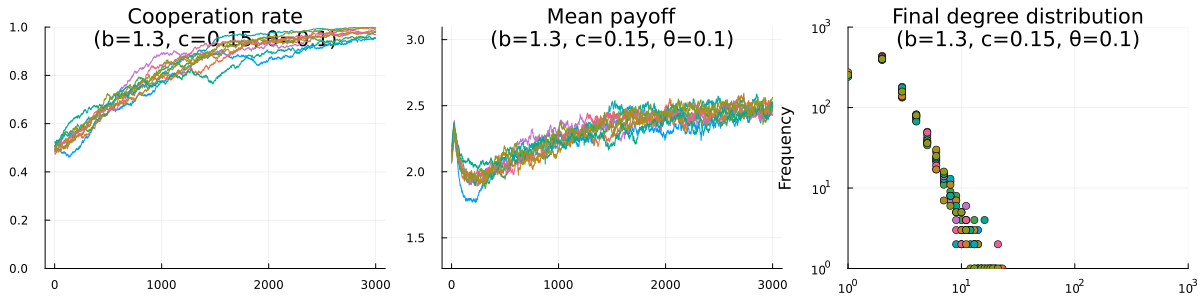 Cooperation rate
(b=1.3, c=0.15, θ=0.1)
1.0
0.8
0.6
0.4
0.2
0.0
0 1000 2000 3000
Mean payoff
(b=1.3, c=0.15, θ=0.1)
3.0
2.5
2.0
1.5
0 1000 2000 3000
Final degree distribution
(b=1.3, c=0.15, θ=0.1)
Frequency
10³
10²
10¹
10⁰
10⁰ 10¹ 10² 10³